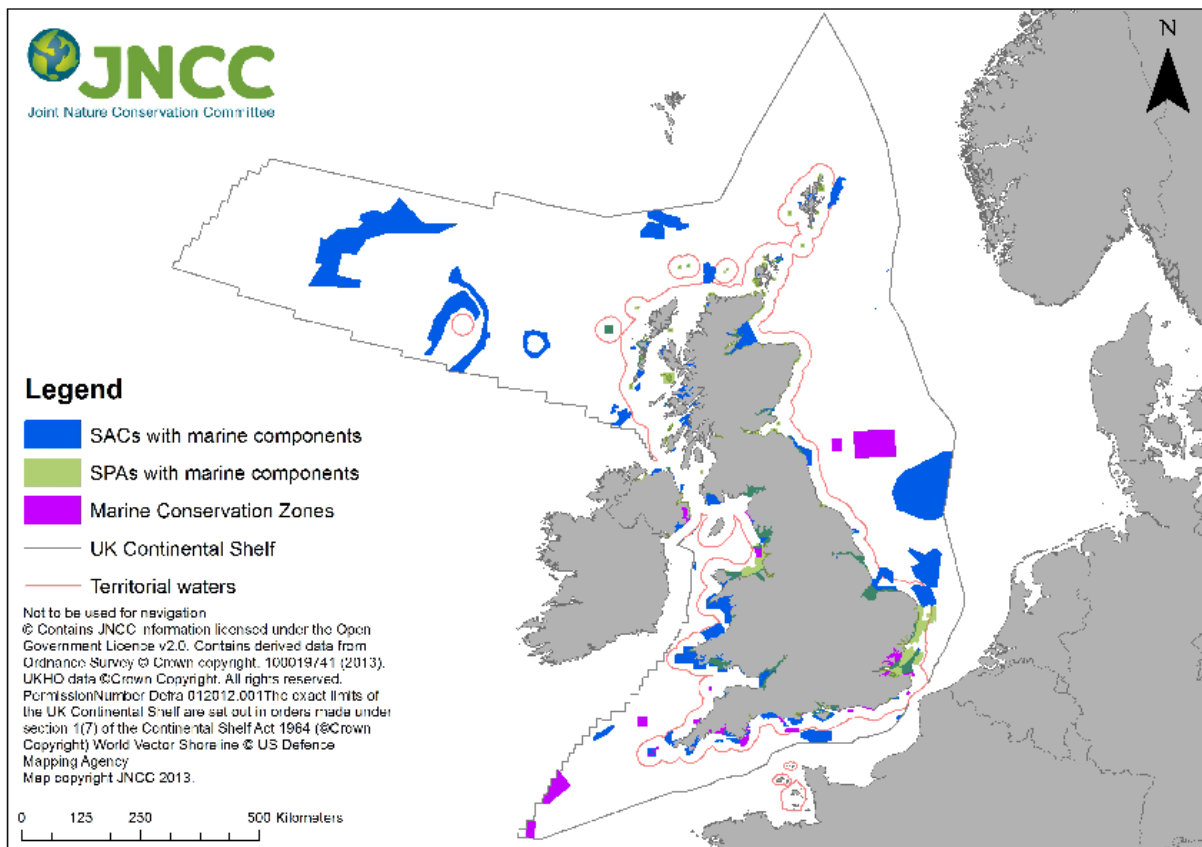 JNCC
Joint Nature Conservation Committee
N
Legend
SACs with marine components
SPAs with marine components
Marine Conservation Zones
UK Continental Shelf
Territorial waters
Not to be used for navigation
© Contains JNCC information licensed under the Open
Government Licence v2.0. Contains derived data from
Ordnance Survey © Crown copyright. 100019741 (2013).
UKHO data ©Crown Copyright. All rights reserved.
PermissionNumber Defra 012012.001The exact limits of
the UK Continental Shelf are set out in orders made under
section 1(7) of the Continental Shelf Act 1964 (©Crown
Copyright) World Vector Shoreline © US Defence
Mapping Agency
Map copyright JNCC 2013.
0 125 250 500 Kilometers